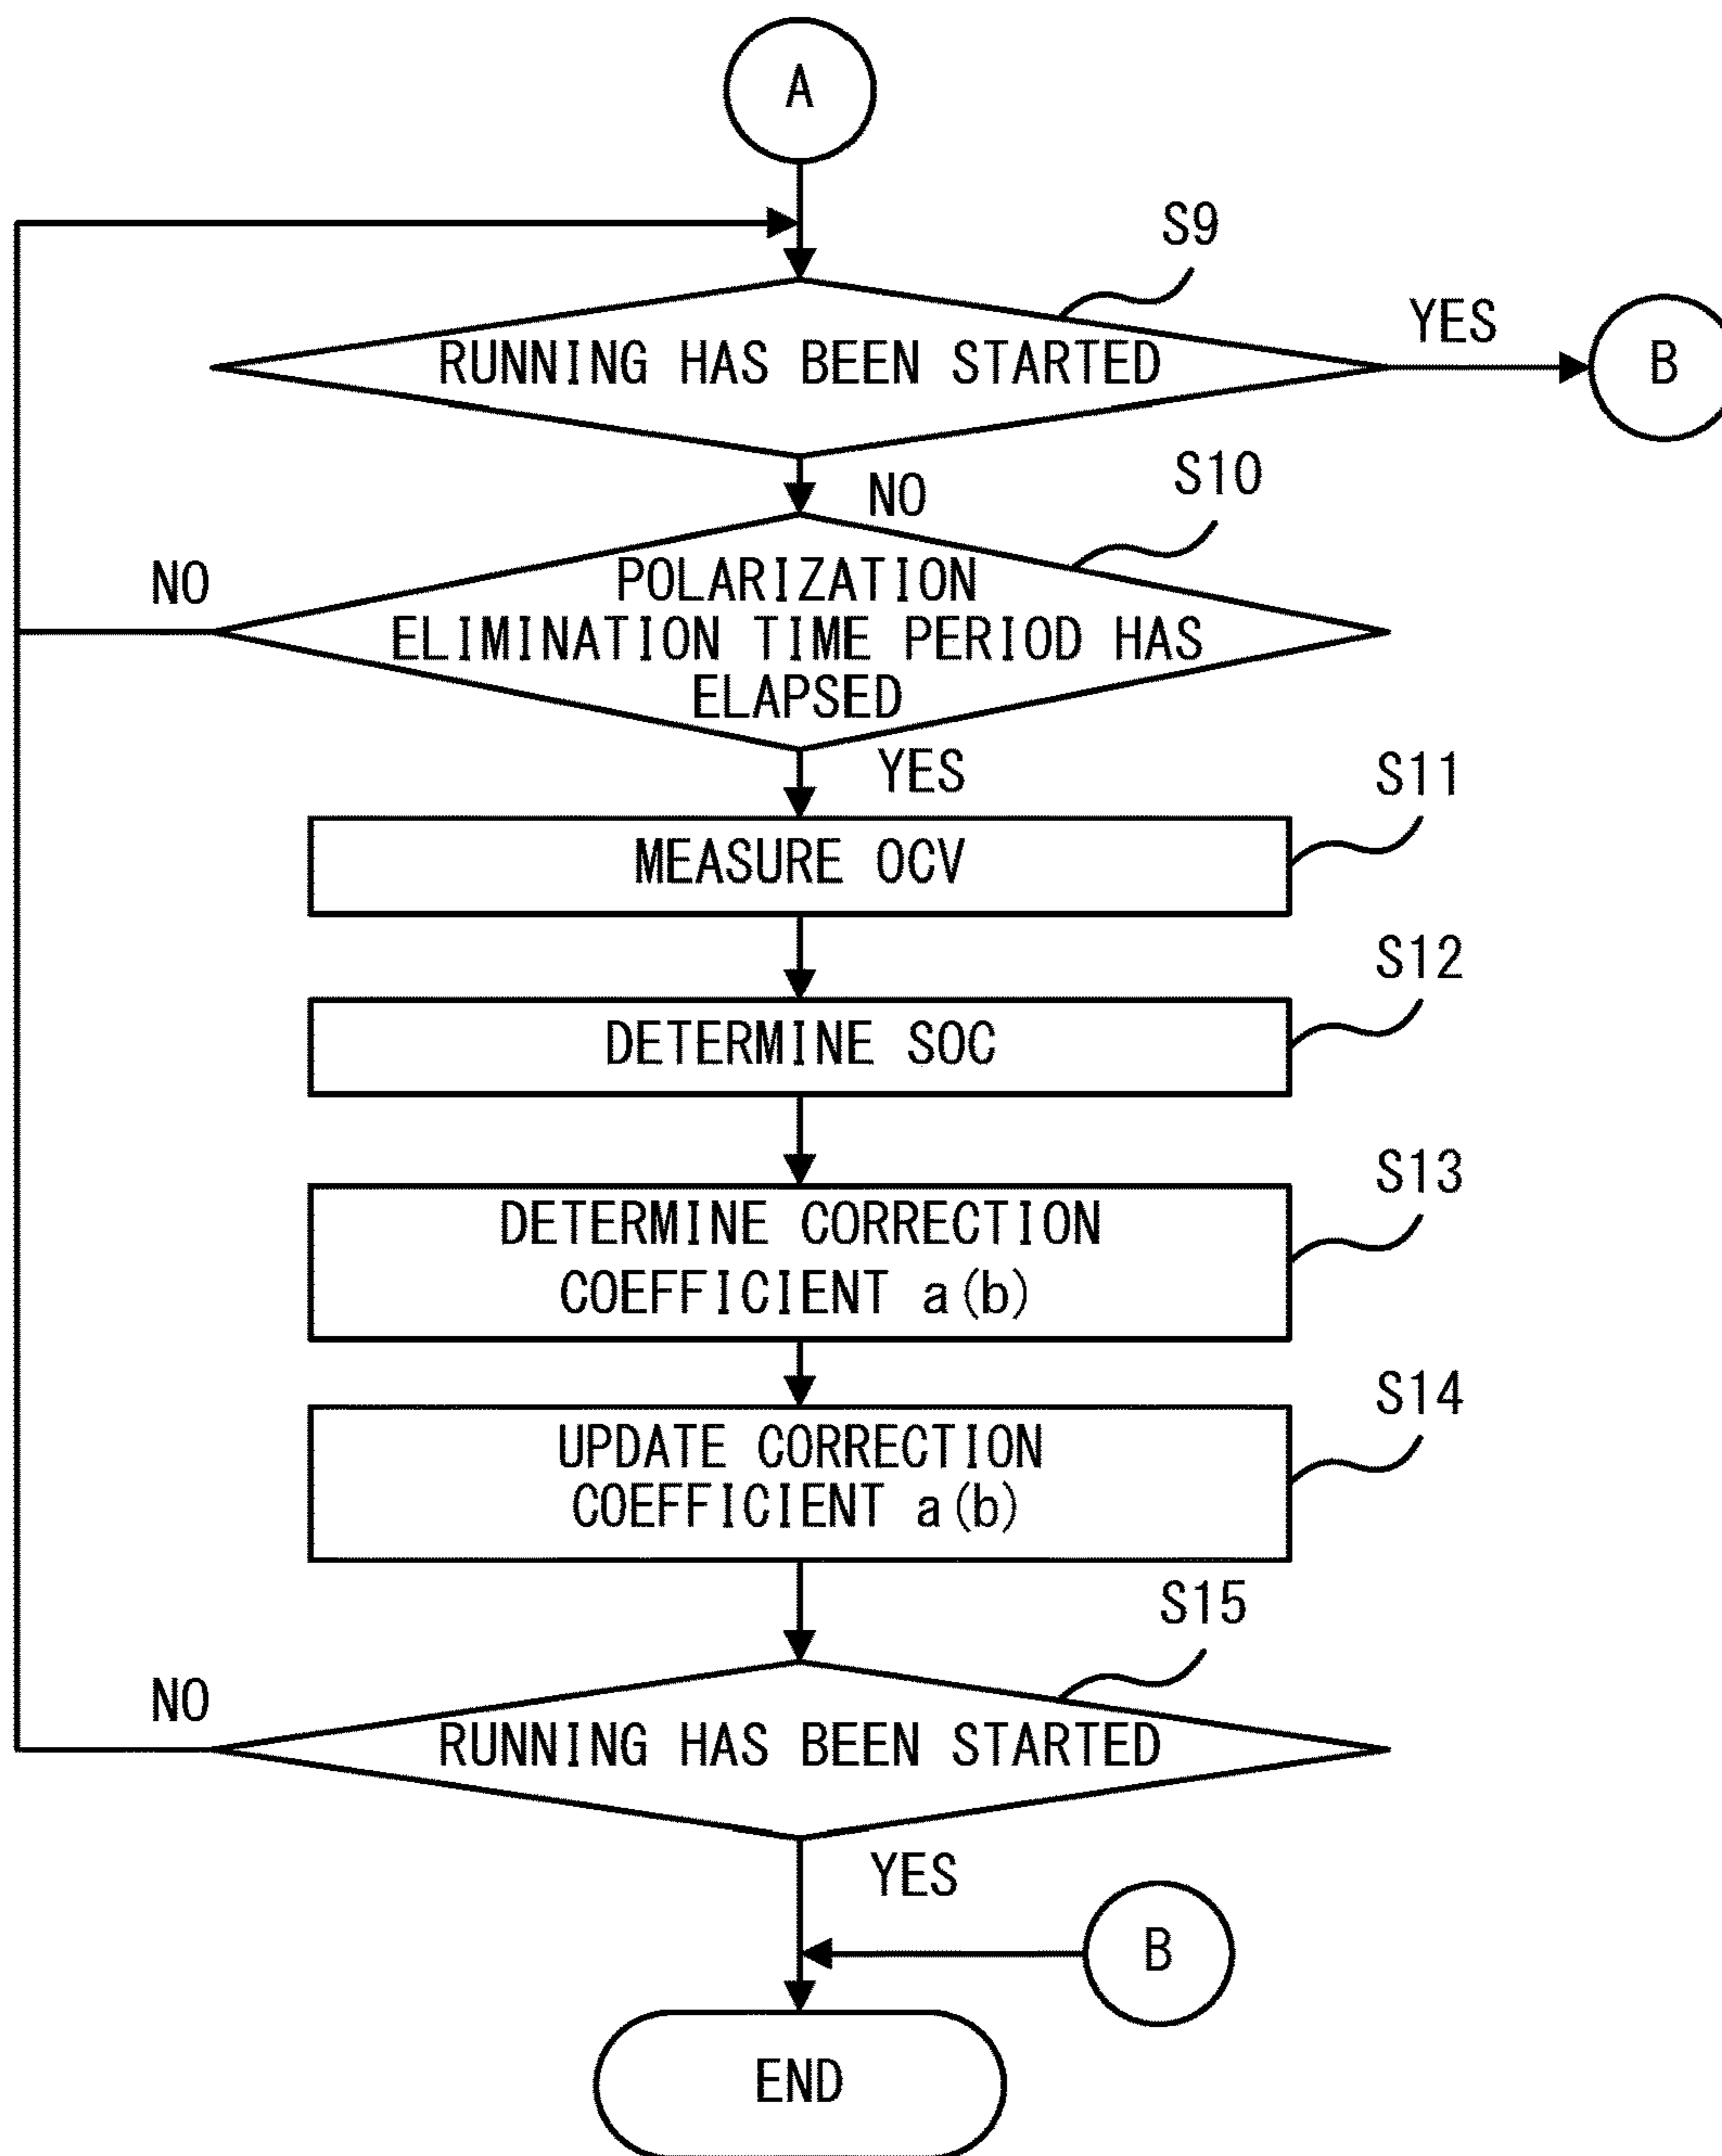 A
S9
RUNNING HAS BEEN STARTED
YES
B
NO
S10
POLARIZATION
ELIMINATION TIME PERIOD HAS
ELAPSED
NO
YES
S11
MEASURE OCV
S12
DETERMINE SOC
S13
DETERMINE CORRECTION
COEFFICIENT a(b)
S14
UPDATE CORRECTION
COEFFICIENT a(b)
S15
RUNNING HAS BEEN STARTED
NO
YES
B
END